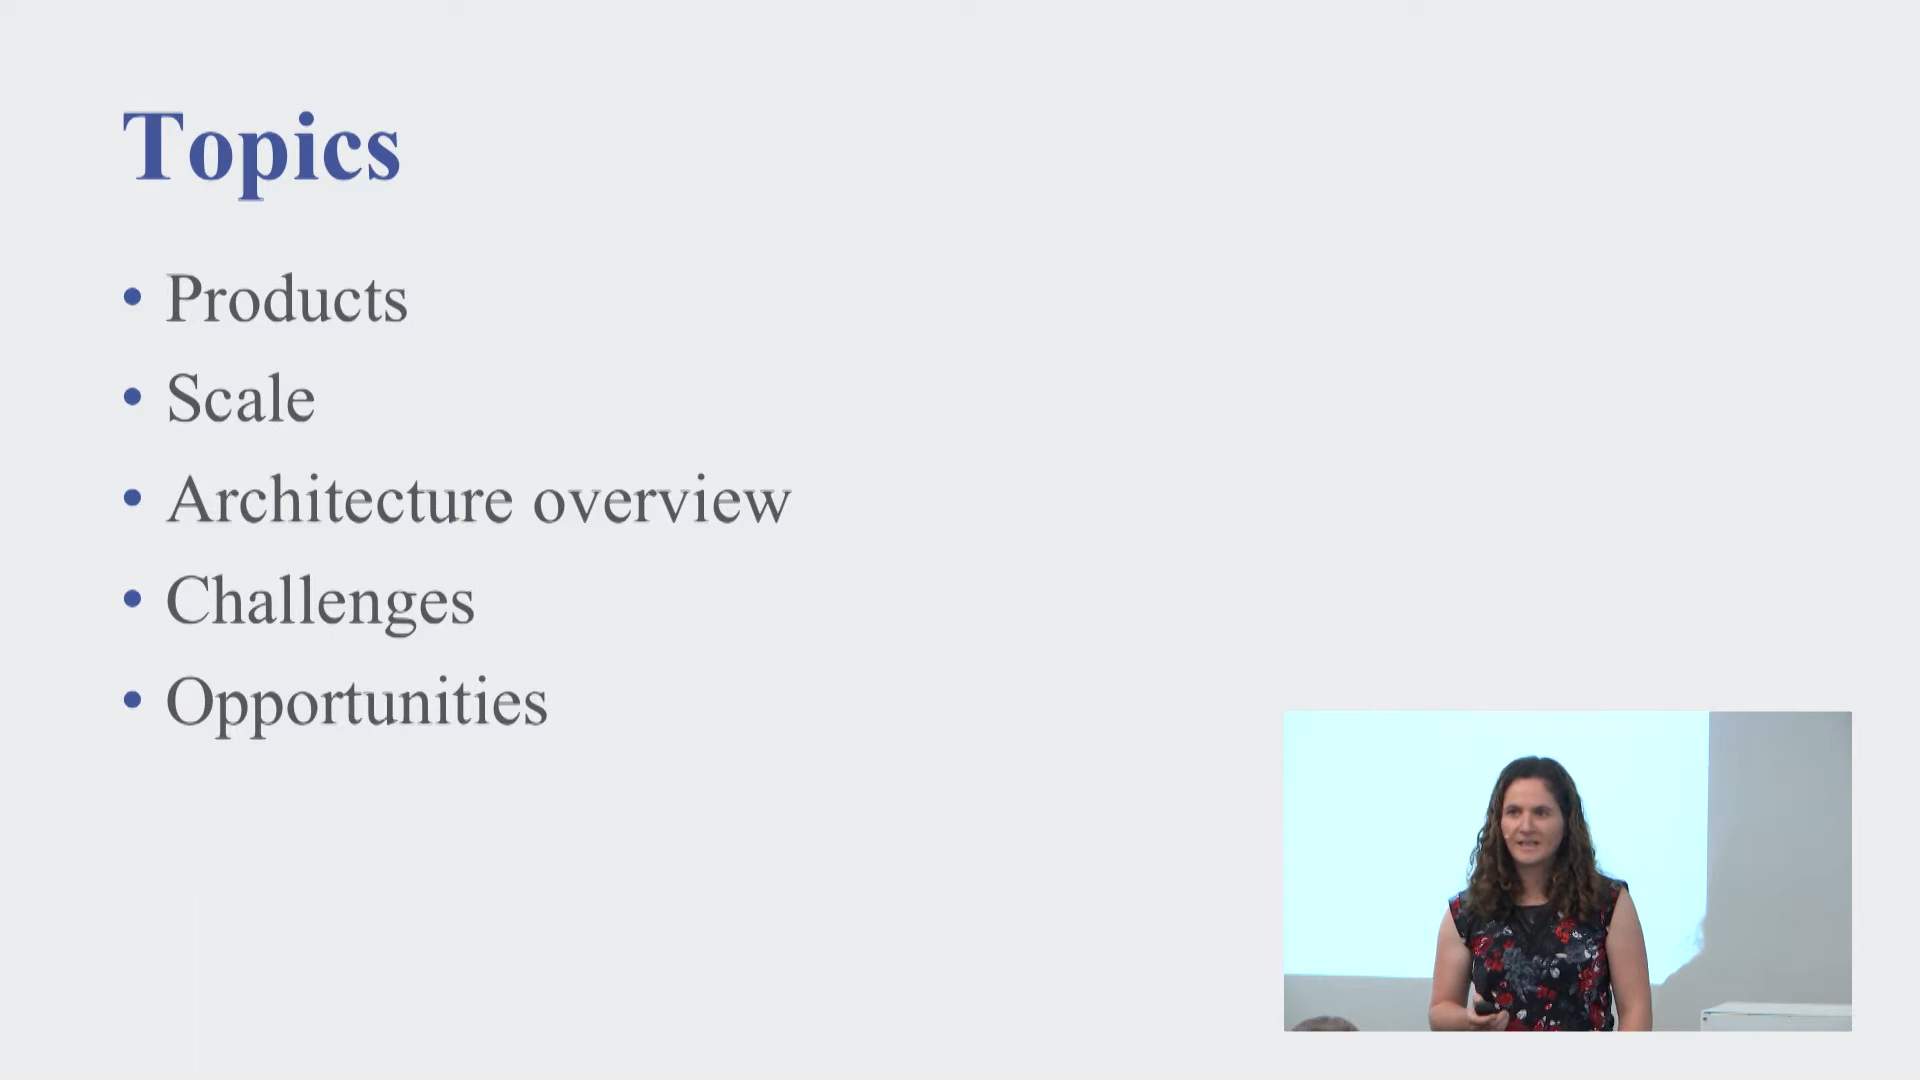 Topics
• Products
• Scale
• Architecture overview
• Challenges
• Opportunities